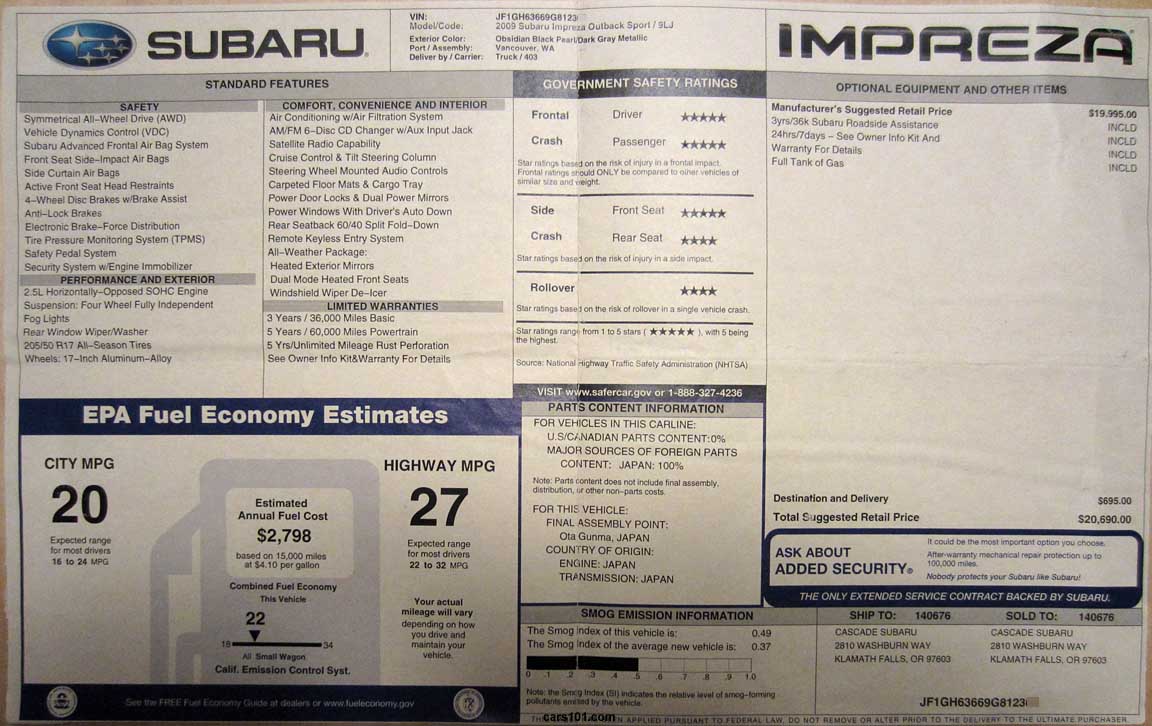 SUBARU
VIN: JF1GH63669G8123
Model/Code: 2009 Subaru Impreza Outback Sport / 9LJ
Exterior Color: Obsidian Black Pearl/Dark Gray Metallic
Port / Assembly: Vancouver, WA
Deliver by / Carrier: Truck / 403
IMPREZA
STANDARD FEATURES
SAFETY
Symmetrical All-Wheel Drive (AWD)
Vehicle Dynamics Control (VDC)
Subaru Advanced Frontal Air Bag System
Front Seat Side-Impact Air Bags
Side Curtain Air Bags
Active Front Seat Head Restraints
4-Wheel Disc Brakes w/Brake Assist
Anti-Lock Brakes
Electronic Brake-Force Distribution
Tire Pressure Monitoring System (TPMS)
Safety Pedal System
Security System w/Engine Immobilizer
PERFORMANCE AND EXTERIOR
2.5L Horizontally-Opposed SOHC Engine
Suspension: Four Wheel Fully Independent
Fog Lights
Rear Window Wiper/Washer
205/50 R17 All-Season Tires
Wheels: 17-Inch Aluminum-Alloy
COMFORT, CONVENIENCE AND INTERIOR
Air Conditioning w/Air Filtration System
AM/FM 6-Disc CD Changer w/Aux Input Jack
Satellite Radio Capability
Cruise Control & Tilt Steering Column
Steering Wheel Mounted Audio Controls
Carpeted Floor Mats & Cargo Tray
Power Door Locks & Dual Power Mirrors
Power Windows With Driver's Auto Down
Rear Seatback 60/40 Split Fold-Down
Remote Keyless Entry System
All-Weather Package:
Heated Exterior Mirrors
Dual Mode Heated Front Seats
Windshield Wiper De-Icer
LIMITED WARRANTIES
3 Years / 36,000 Miles Basic
5 Years / 60,000 Miles Powertrain
5 Yrs/Unlimited Mileage Rust Perforation
See Owner Info Kit&Warranty For Details
GOVERNMENT SAFETY RATINGS
Frontal Driver ★★★★★
Crash Passenger ★★★★★
Star ratings based on the risk of injury in a frontal impact.
Frontal ratings should ONLY be compared to other vehicles of
similar size and weight.
Side Front Seat ★★★★★
Crash Rear Seat ★★★★
Star ratings based on the risk of injury in a side impact.
Rollover ★★★★
Star ratings based on the risk of rollover in a single vehicle crash.
Star ratings range from 1 to 5 stars ( ★★★★★ ), with 5 being
the highest.
Source: National Highway Traffic Safety Administration (NHTSA)
VISIT www.safercar.gov or 1-888-327-4236
OPTIONAL EQUIPMENT AND OTHER ITEMS
Manufacturer's Suggested Retail Price $19,995.00
3yrs/36k Subaru Roadside Assistance INCLD
24hrs/7days - See Owner Info Kit And INCLD
Warranty For Details INCLD
Full Tank of Gas INCLD
Destination and Delivery $695.00
Total Suggested Retail Price $20,690.00
EPA Fuel Economy Estimates
CITY MPG
20
Expected range
for most drivers
16 to 24 MPG
Estimated
Annual Fuel Cost
$2,798
based on 15,000 miles
at $4.10 per gallon
Combined Fuel Economy
This Vehicle
22
18 34
All Small Wagon
Calif. Emission Control Syst.
HIGHWAY MPG
27
Expected range
for most drivers
22 to 32 MPG
Your actual
mileage will vary
depending on how
you drive and
maintain your
vehicle.
See the FREE Fuel Economy Guide at dealers or www.fueleconomy.gov
PARTS CONTENT INFORMATION
FOR VEHICLES IN THIS CARLINE:
U.S/CANADIAN PARTS CONTENT:0%
MAJOR SOURCES OF FOREIGN PARTS
CONTENT: JAPAN: 100%
Note: Parts content does not include final assembly,
distribution, or other non-parts costs.
FOR THIS VEHICLE:
FINAL ASSEMBLY POINT:
Ota Gunma, JAPAN
COUNTRY OF ORIGIN:
ENGINE: JAPAN
TRANSMISSION: JAPAN
SMOG EMISSION INFORMATION
The Smog Index of this vehicle is: 0.49
The Smog Index of the average new vehicle is: 0.37
0 .1 .2 .3 .4 .5 .6 .7 .8 .9 1.0
Note: the Smog Index (SI) indicates the relative level of smog-forming
pollutants emitted by the vehicle.
ASK ABOUT
ADDED SECURITY®
It could be the most important option you choose.
After-warranty mechanical repair protection up to
100,000 miles.
Nobody protects your Subaru like Subaru!
THE ONLY EXTENDED SERVICE CONTRACT BACKED BY SUBARU.
SHIP TO: 140676 SOLD TO: 140676
CASCADE SUBARU CASCADE SUBARU
2810 WASHBURN WAY 2810 WASHBURN WAY
KLAMATH FALLS, OR 97603 KLAMATH FALLS, OR 97603
JF1GH63669G8123
cars101.com
APPLIED PURSUANT TO FEDERAL LAW, DO NOT REMOVE OR ALTER PRIOR TO THE DELIVERY TO THE ULTIMATE PURCHASER.